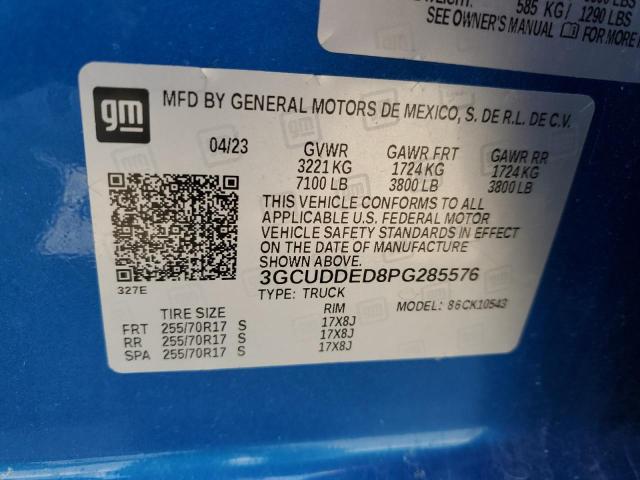 585 KG / 1290 LBS
SEE OWNER'S MANUAL FOR MORE
gm
MFD BY GENERAL MOTORS DE MEXICO, S. DE R.L. DE C.V.
04/23 GVWR GAWR FRT GAWR RR
3221 KG 1724 KG 1724 KG
7100 LB 3800 LB 3800 LB
THIS VEHICLE CONFORMS TO ALL
APPLICABLE U.S. FEDERAL MOTOR
VEHICLE SAFETY STANDARDS IN EFFECT
ON THE DATE OF MANUFACTURE
SHOWN ABOVE.
3GCUDDED8PG285576
327E
TYPE: TRUCK MODEL: 86CK10543
TIRE SIZE RIM
FRT 255/70R17 S 17X8J
RR 255/70R17 S 17X8J
SPA 255/70R17 S 17X8J